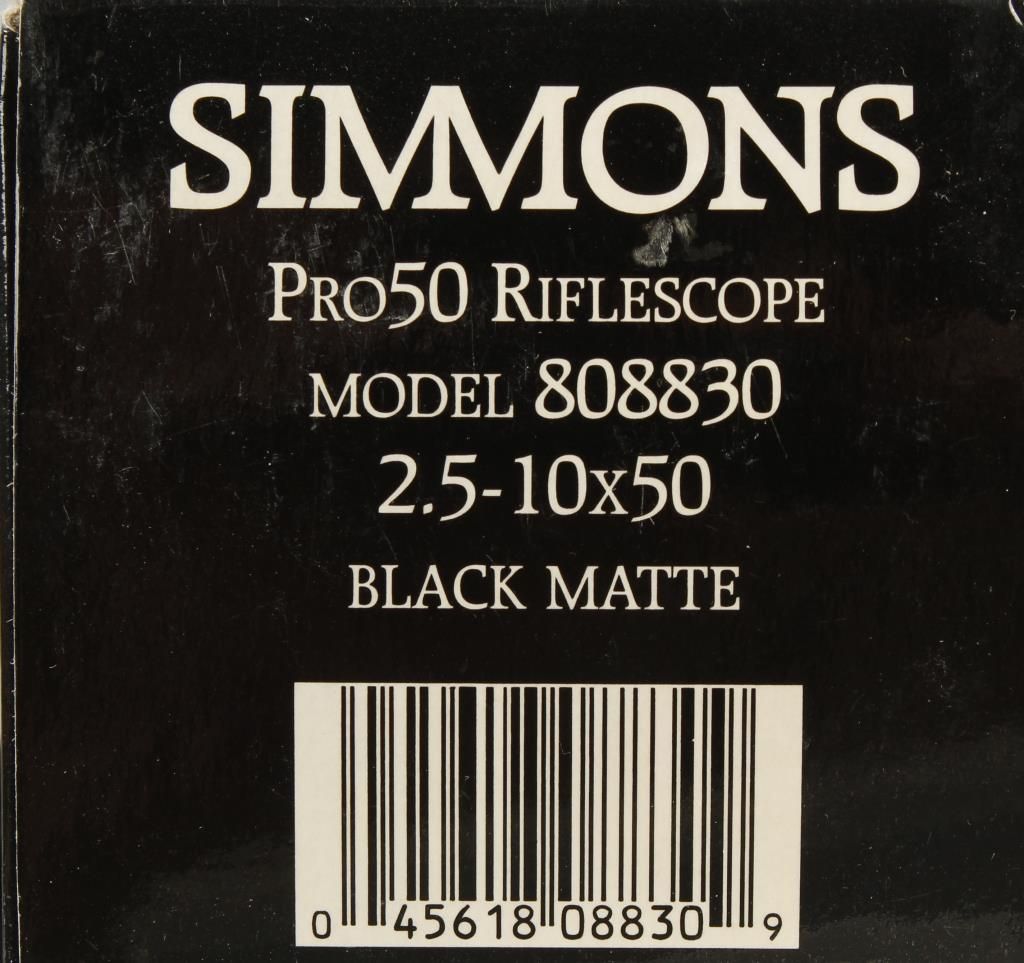 SIMMONS
PRO50 RIFLESCOPE
MODEL 808830
2.5-10X50
BLACK MATTE
0 45618 08830 9